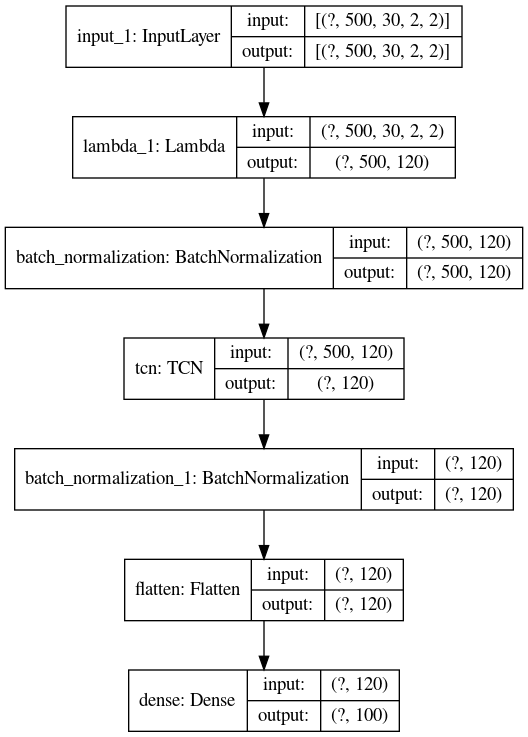 input_1: InputLayer
input: [(?, 500, 30, 2, 2)]
output: [(?, 500, 30, 2, 2)]
lambda_1: Lambda
input: (?, 500, 30, 2, 2)
output: (?, 500, 120)
batch_normalization: BatchNormalization
input: (?, 500, 120)
output: (?, 500, 120)
tcn: TCN
input: (?, 500, 120)
output: (?, 120)
batch_normalization_1: BatchNormalization
input: (?, 120)
output: (?, 120)
flatten: Flatten
input: (?, 120)
output: (?, 120)
dense: Dense
input: (?, 120)
output: (?, 100)